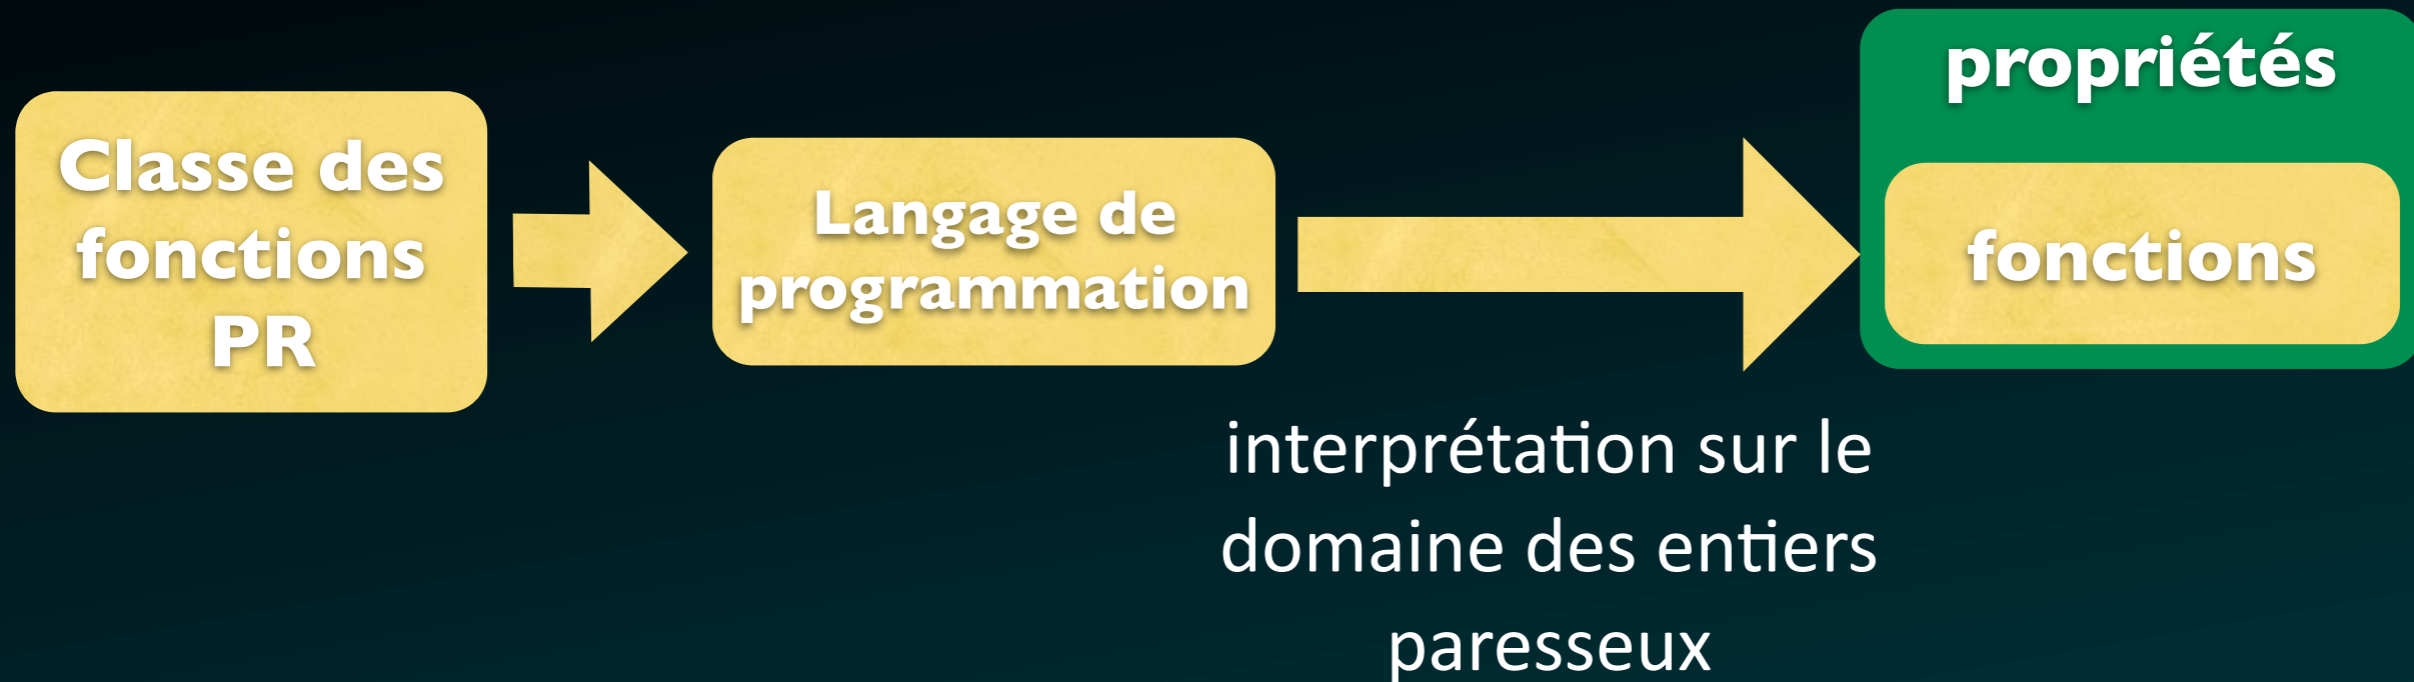 Classe des
fonctions
PR
Langage de
programmation
propriétés
fonctions
interprétation sur le
domaine des entiers
paresseux